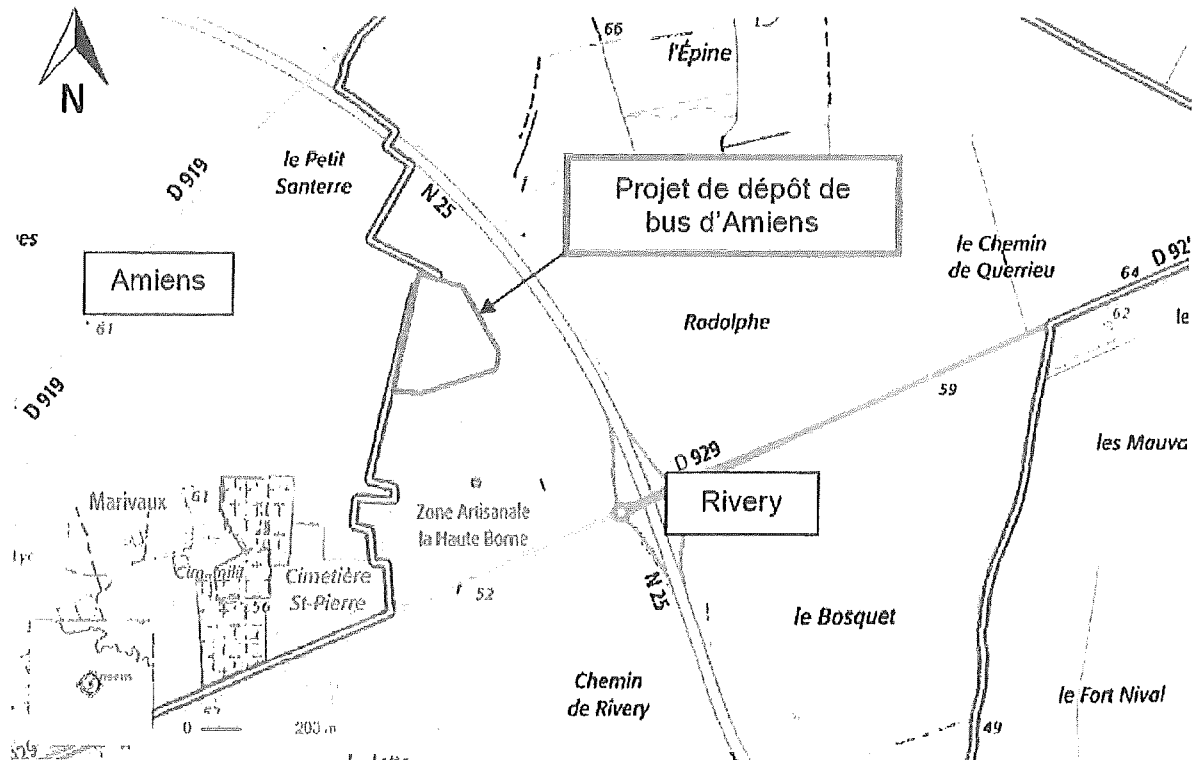 66
l'Épine
N
le Petit
Santerre
D 919
N 25
Projet de dépôt de
bus d'Amiens
le Chemin
de Querrieu
64
62
le
Amiens
61
Rodolphe
D 919
59
les Mauva
D 929
Marivaux
61
Zone Artisanale
la Haute Borne
Rivery
Cimetière
St-Pierre
52
56
N 25
le Bosquet
Chemin
de Rivery
le Fort Nival
0
200 m
49